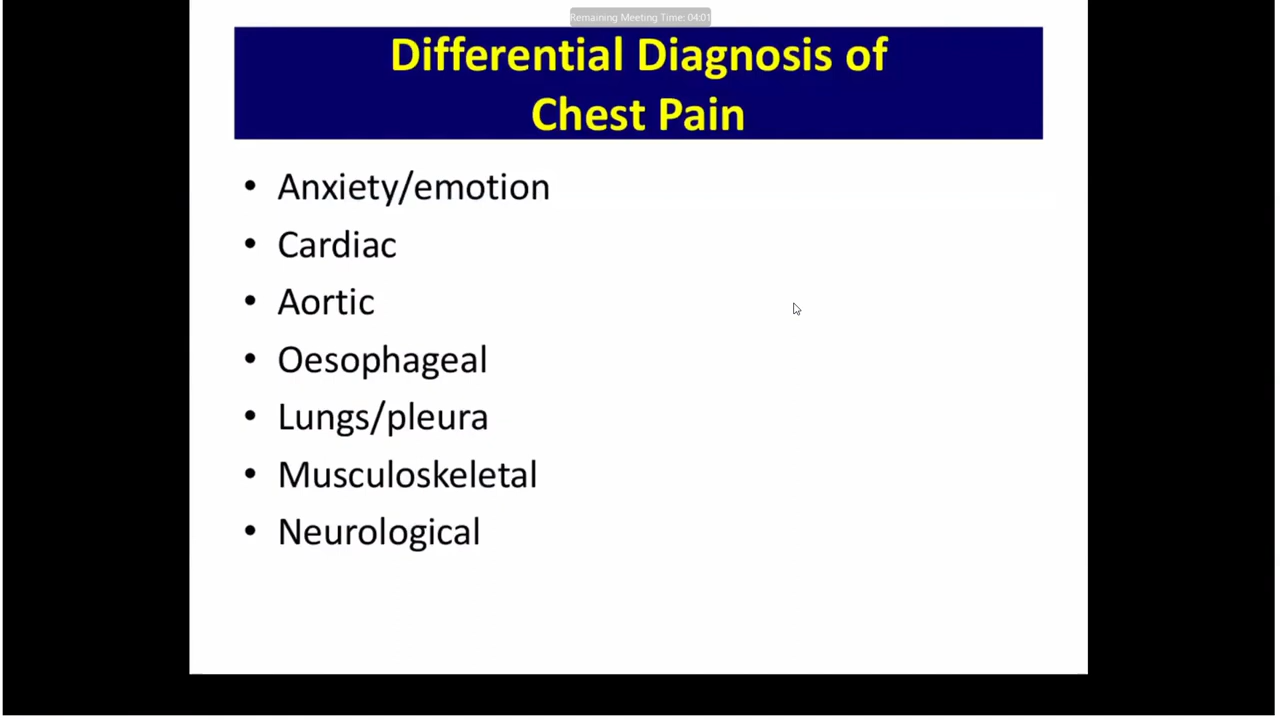 Remaining Meeting Time: 04:01
Differential Diagnosis of
Chest Pain
• Anxiety/emotion
• Cardiac
• Aortic
• Oesophageal
• Lungs/pleura
• Musculoskeletal
• Neurological